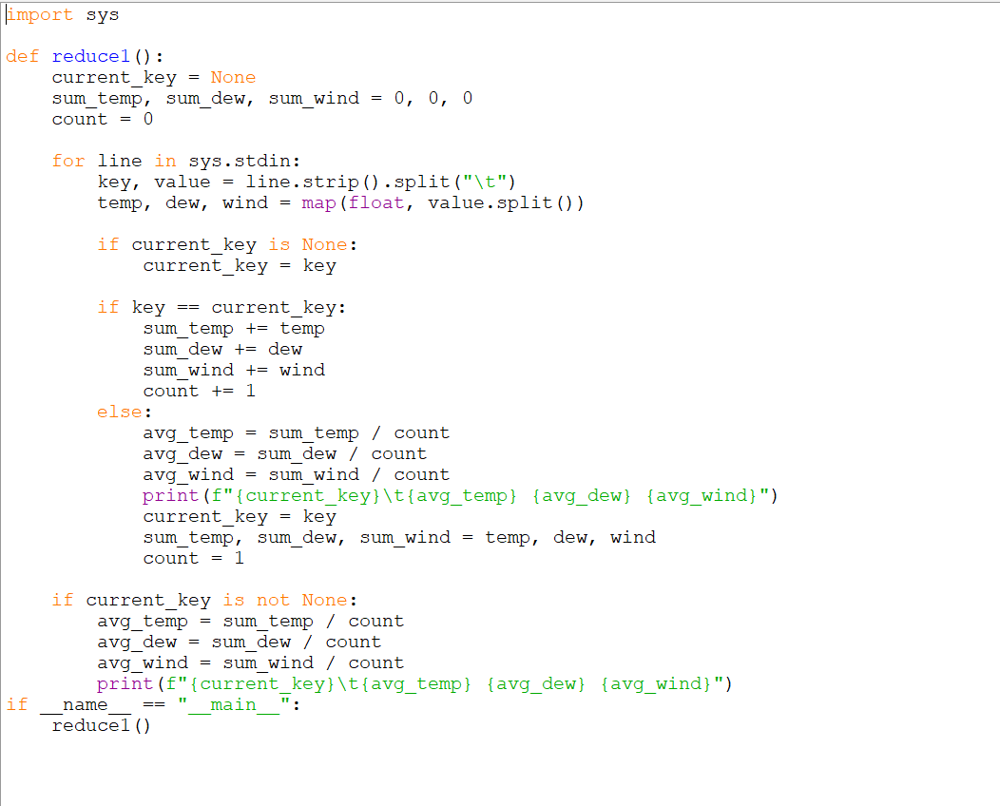 import sys

def reduce1():
    current_key = None
    sum_temp, sum_dew, sum_wind = 0, 0, 0
    count = 0

    for line in sys.stdin:
        key, value = line.strip().split("\t")
        temp, dew, wind = map(float, value.split())

        if current_key is None:
            current_key = key

        if key == current_key:
            sum_temp += temp
            sum_dew += dew
            sum_wind += wind
            count += 1
        else:
            avg_temp = sum_temp / count
            avg_dew = sum_dew / count
            avg_wind = sum_wind / count
            print(f"{current_key}\t{avg_temp} {avg_dew} {avg_wind}")
            current_key = key
            sum_temp, sum_dew, sum_wind = temp, dew, wind
            count = 1

    if current_key is not None:
        avg_temp = sum_temp / count
        avg_dew = sum_dew / count
        avg_wind = sum_wind / count
        print(f"{current_key}\t{avg_temp} {avg_dew} {avg_wind}")
if __name__ == "__main__":
    reduce1()